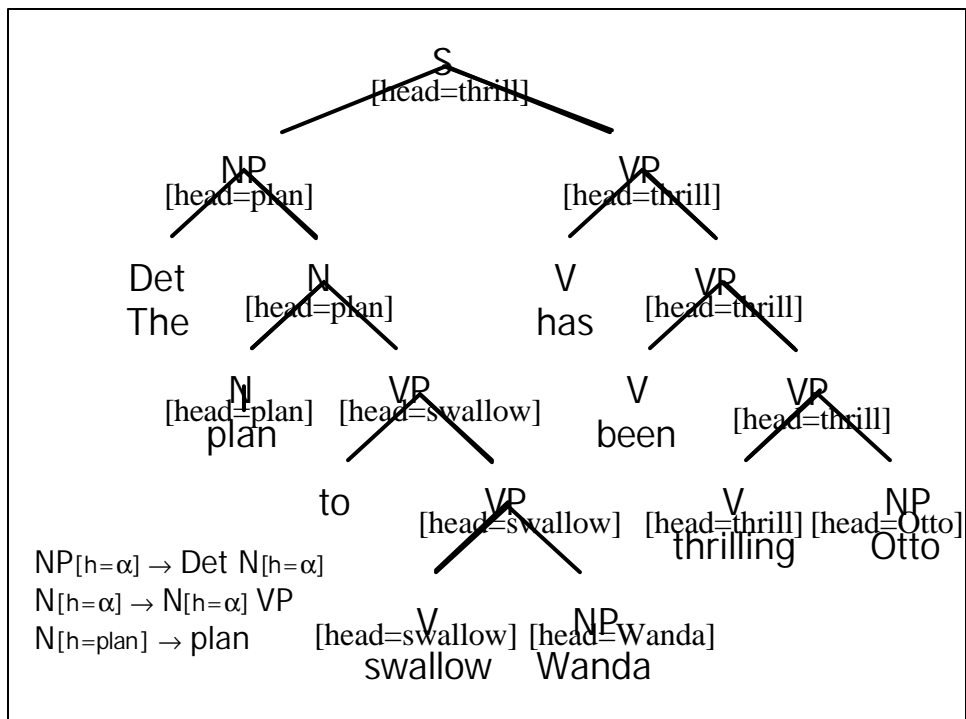 S
[head=thrill]
NP VP
[head=plan] [head=thrill]
Det N V VP
The [head=plan] has [head=thrill]
N VP V VP
[head=plan] [head=swallow] been [head=thrill]
plan
to VP V NP
[head=swallow] [head=thrill] [head=Otto]
thrilling Otto
NP[h=α] → Det N[h=α]
N[h=α] → N[h=α] VP
N[h=plan] → plan
V NP
[head=swallow] [head=Wanda]
swallow Wanda